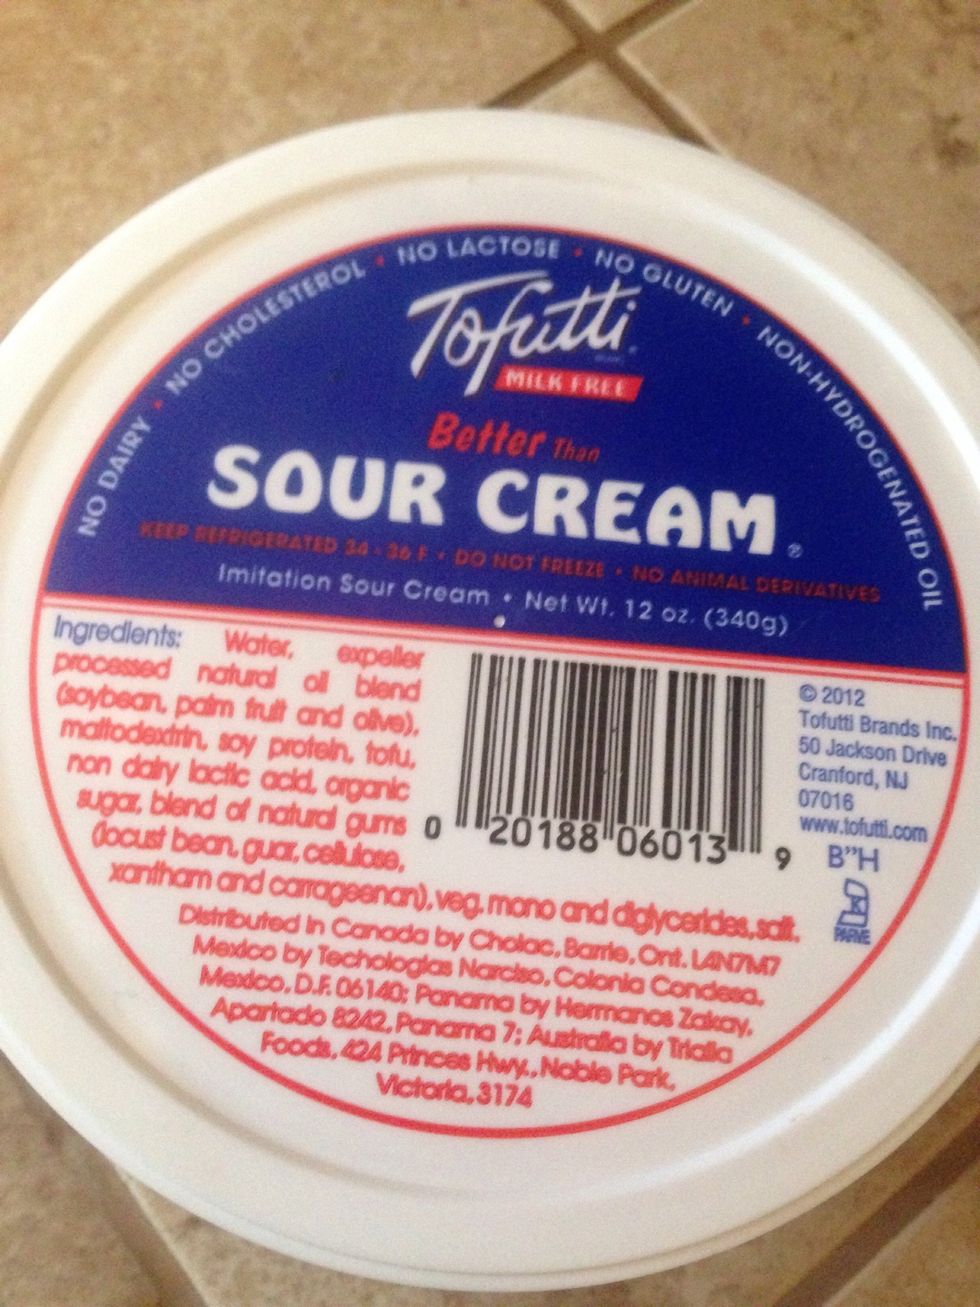 NO DAIRY • NO CHOLESTEROL • NO LACTOSE • NO GLUTEN • NON-HYDROGENATED OIL
Tofutti
MILK FREE
Better Than
SOUR CREAM®
KEEP REFRIGERATED 34 - 36 F • DO NOT FREEZE • NO ANIMAL DERIVATIVES
Imitation Sour Cream • Net Wt. 12 oz. (340g)
Ingredients: Water, expeller
processed natural oil blend
(soybean, palm fruit and olive),
maltodextrin, soy protein, tofu,
non dairy lactic acid, organic
sugar, blend of natural gums
(locust bean, guar, cellulose,
xantham and carrageenan), veg. mono and diglycerides, salt.
Distributed in Canada by Cholac, Barrie, Ont. L4N7M7
Mexico by Techologias Narciso, Colonia Condesa,
Mexico, D.F. 06140; Panama by Hermanos Zakay,
Apartado 8242, Panama 7; Australia by Trialia
Foods, 424 Princes Hwy., Noble Park,
Victoria, 3174
0 20188 06013 9
© 2012
Tofutti Brands Inc.
50 Jackson Drive
Cranford, NJ
07016
www.tofutti.com
B"H
K
PARVE